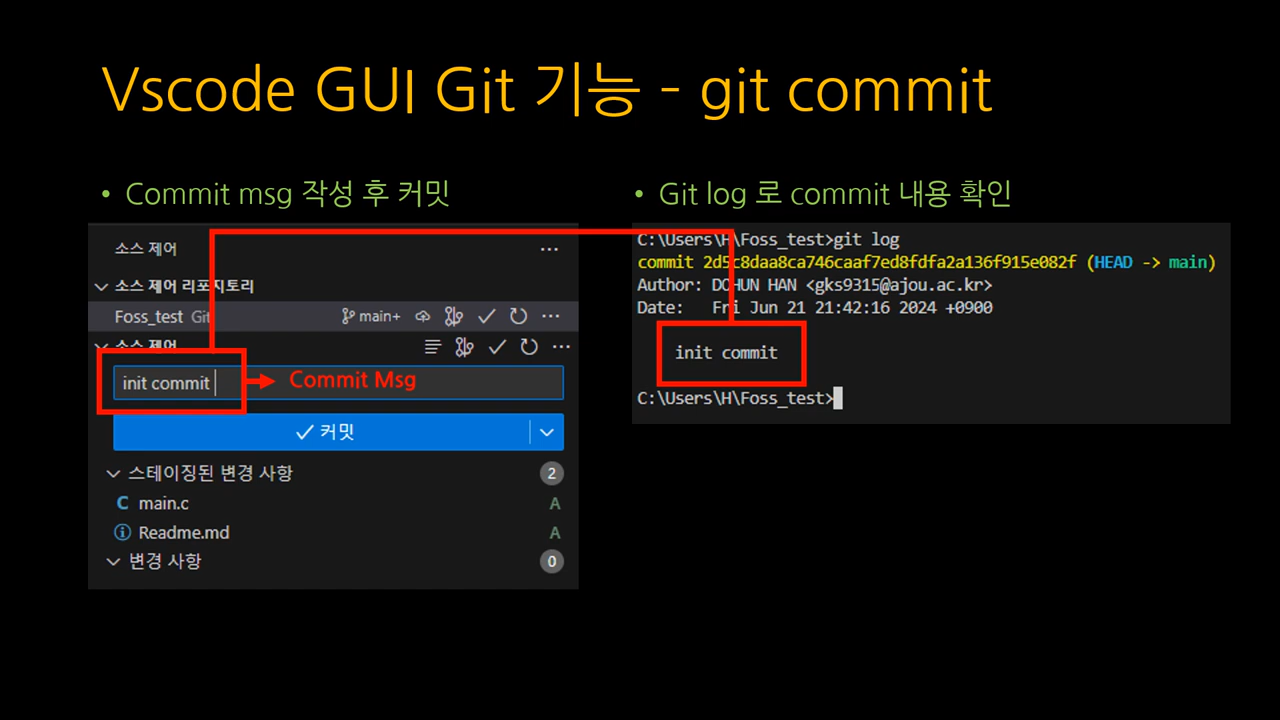 Vscode GUI Git 기능 - git commit
• Commit msg 작성 후 커밋
소스 제어
소스 제어 리포지토리
Foss_test Git main+
소스 제어
init commit
Commit Msg
커밋
스테이징된 변경 사항 2
main.c A
Readme.md A
변경 사항 0
• Git log 로 commit 내용 확인
C:\Users\H\Foss_test>git log
commit 2d5c8daa8ca746caaf7ed8fdfa2a136f915e082f (HEAD -> main)
Author: DOHUN HAN <gks9315@ajou.ac.kr>
Date: Fri Jun 21 21:42:16 2024 +0900
init commit
C:\Users\H\Foss_test>